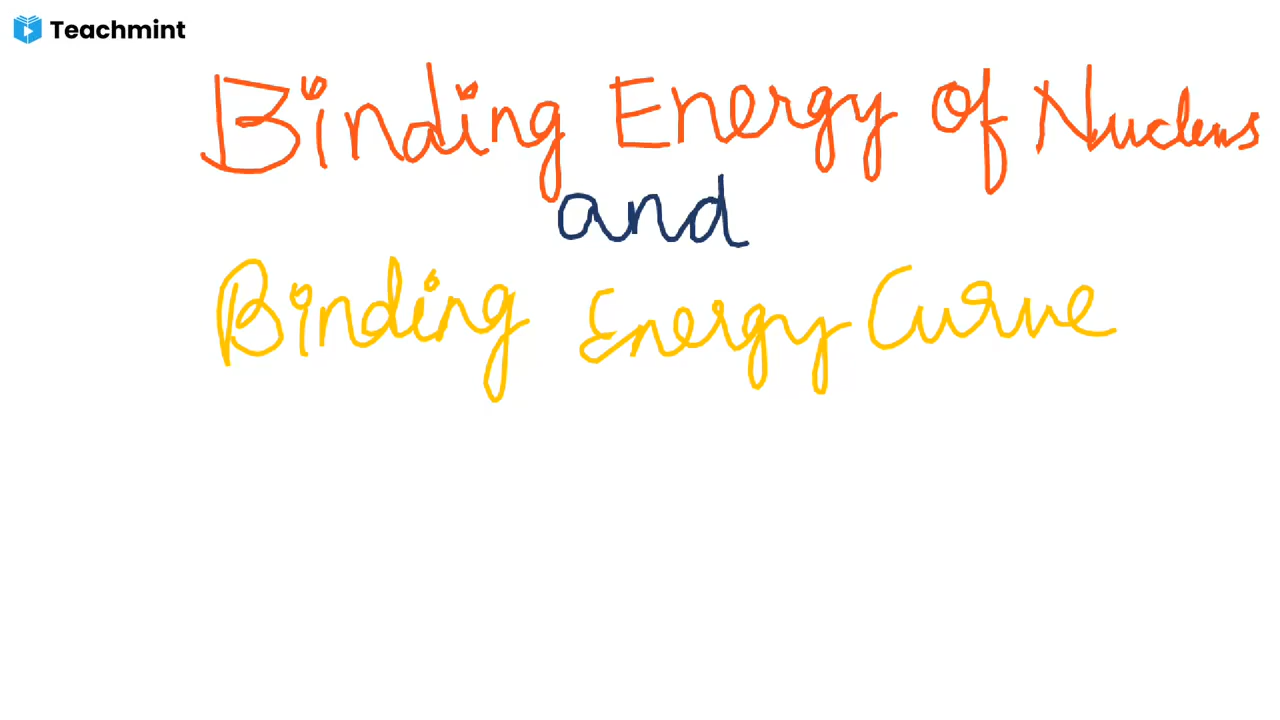 Teachmint
Binding Energy of Nucleus
and
Binding Energy Curve